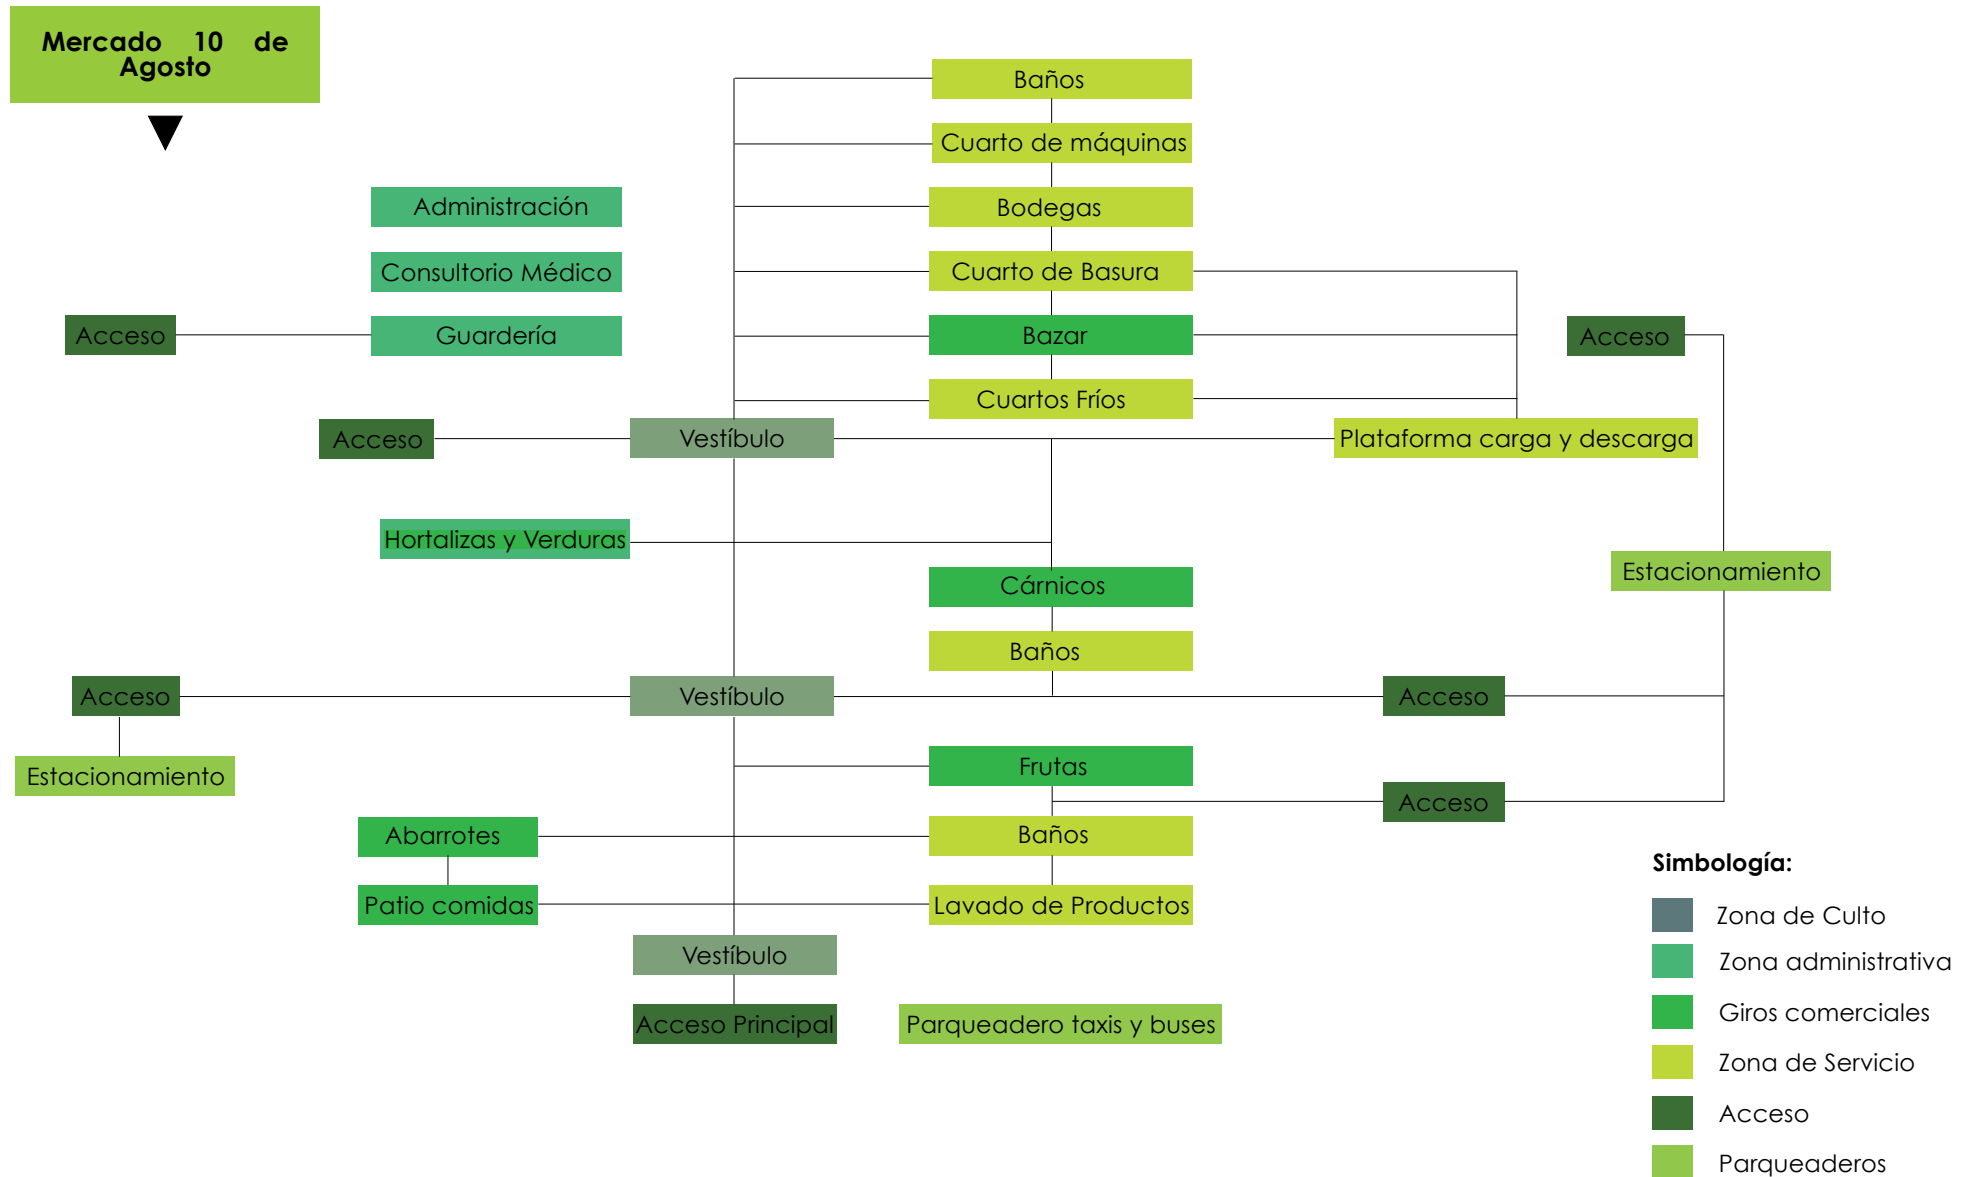 Mercado 10 de
Agosto
Baños
Cuarto de máquinas
Administración
Bodegas
Consultorio Médico
Cuarto de Basura
Acceso
Guardería
Bazar
Acceso
Cuartos Fríos
Acceso
Vestíbulo
Plataforma carga y descarga
Hortalizas y Verduras
Estacionamiento
Cárnicos
Baños
Acceso
Vestíbulo
Acceso
Estacionamiento
Frutas
Acceso
Abarrotes
Baños
Patio comidas
Lavado de Productos
Vestíbulo
Acceso Principal
Parqueadero taxis y buses
Simbología:
Zona de Culto
Zona administrativa
Giros comerciales
Zona de Servicio
Acceso
Parqueaderos